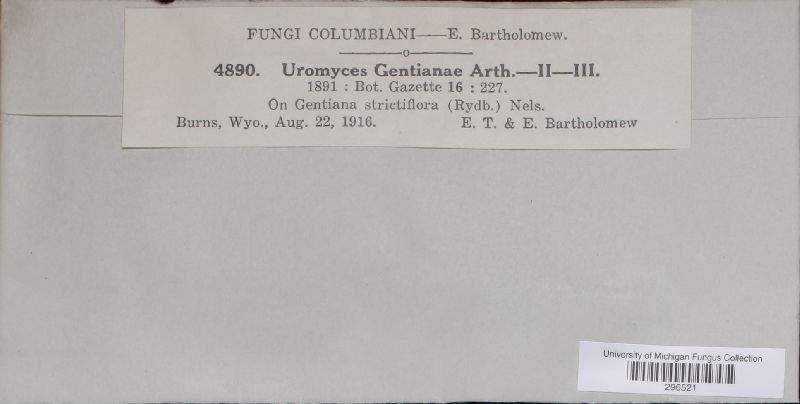 FUNGI COLUMBIANI—E. Bartholomew.
o
4890. Uromyces Gentianae Arth.—II—III.
1891 : Bot. Gazette 16 : 227.
On Gentiana strictiflora (Rydb.) Nels.
Burns, Wyo., Aug. 22, 1916. E. T. & E. Bartholomew
University of Michigan Fungus Collection
296521